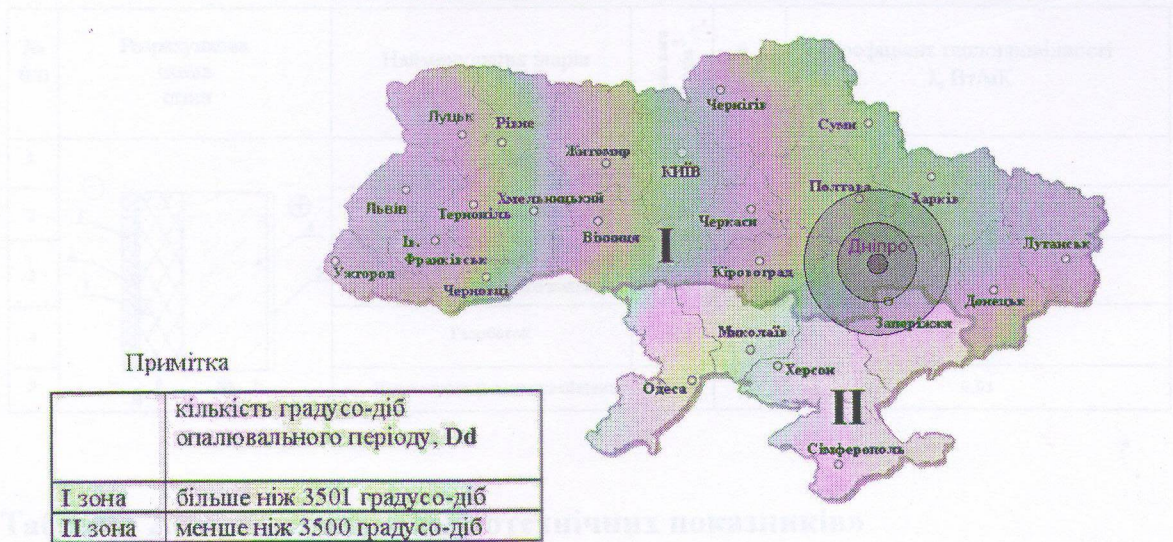 Чернігів
Луцьк
Рівне
Суми
Житомир
КИЇВ
Полтава
Харків
Львів
Тернопіль
Хмельницький
Вінниця
Черкаси
Дніпро
Луганськ
Ів.
Франківськ
I
Ужгород
Кіровоград
Чернівці
Донецьк
Запоріжжя
Миколаїв
Херсон
Одеса
II
Сімферополь
Примітка
кількість градусо-діб
опалювального періоду, Dd
I зона більше ніж 3501 градусо-діб
II зона менше ніж 3500 градусо-діб